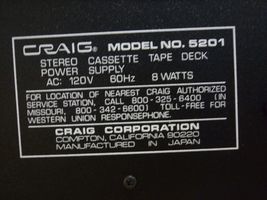 CRAIG® MODEL NO. 5201
STEREO CASSETTE TAPE DECK
POWER SUPPLY
AC: 120V 60Hz 8 WATTS
FOR LOCATION OF NEAREST CRAIG AUTHORIZED
SERVICE STATION, CALL 800-325-6400 (IN
MISSOURI, 800-342-6600) TOLL-FREE FOR
WESTERN UNION RESPONSEPHONE.
CRAIG CORPORATION
COMPTON, CALIFORNIA 90220
MANUFACTURED IN JAPAN